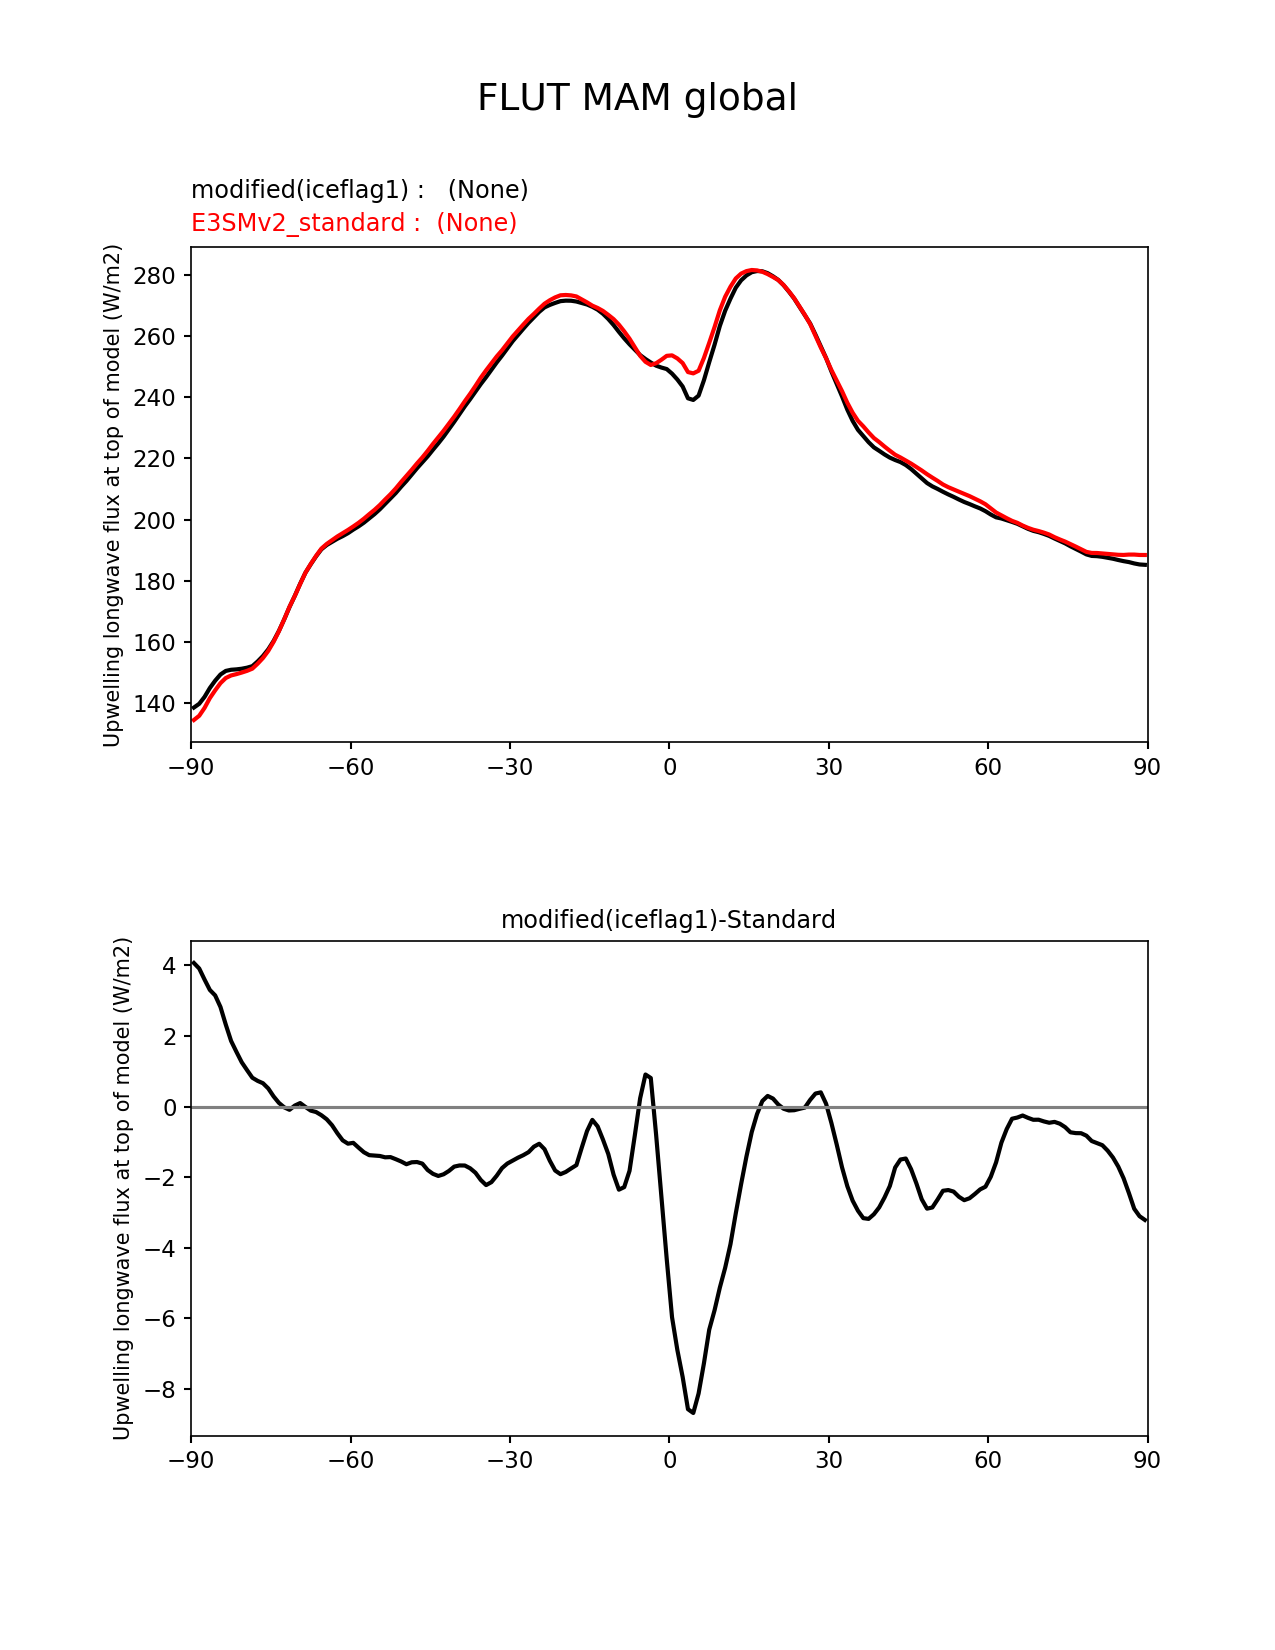 FLUT MAM global
modified(iceflag1) :   (None)
E3SMv2_standard :  (None)
Upwelling longwave flux at top of model (W/m2)
280
260
240
220
200
180
160
140
−90 −60 −30 0 30 60 90
modified(iceflag1)-Standard
Upwelling longwave flux at top of model (W/m2)
4
2
0
−2
−4
−6
−8
−90 −60 −30 0 30 60 90